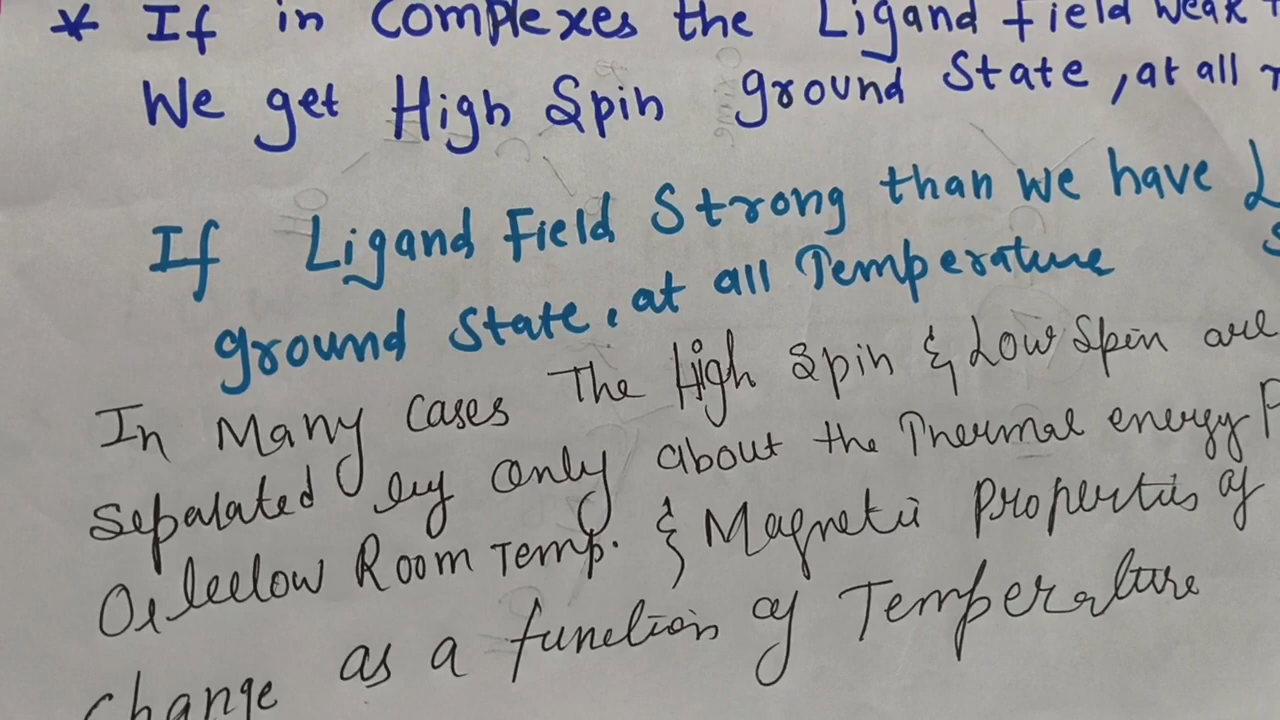 * If in Complexes the Ligand field weak
We get High Spin ground State, at all
If Ligand Field Strong than we have
ground State, at all Temperature
In Many cases The High Spin & Low Spin are
separated by only about the Thermal energy
Or below Room Temp. & Magnetic Properties of
change as a function of Temperature